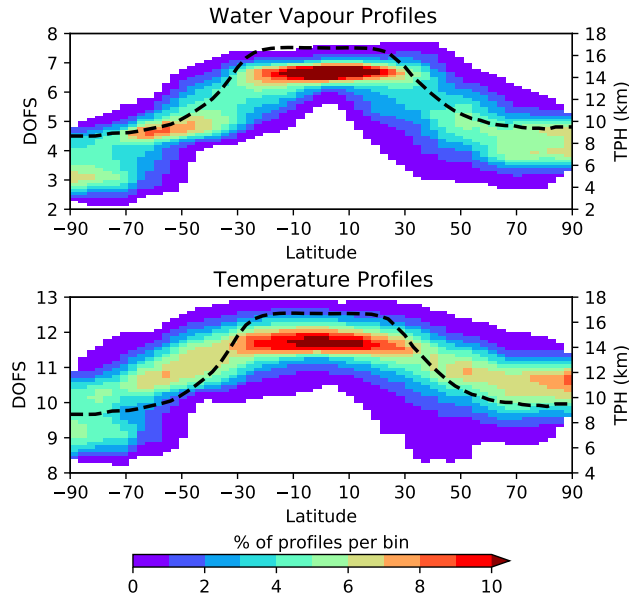 Water Vapour Profiles
8
7
6
5
4
3
2
DOFS
18
16
14
12
10
8
6
4
2
TPH (km)
−90 −70 −50 −30 −10 10 30 50 70 90
Latitude
Temperature Profiles
13
12
11
10
9
8
DOFS
18
16
14
12
10
8
6
4
TPH (km)
−90 −70 −50 −30 −10 10 30 50 70 90
Latitude
% of profiles per bin
0 2 4 6 8 10